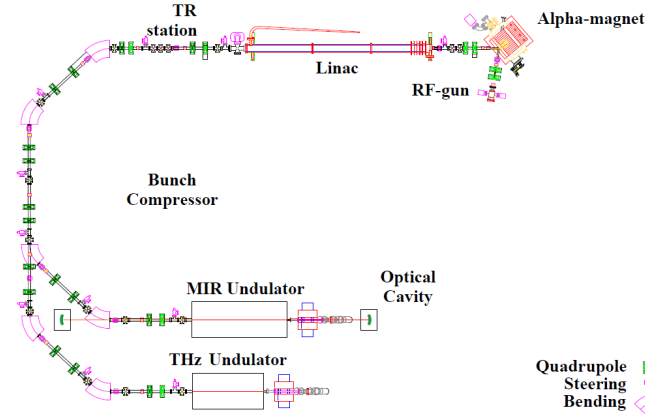 TR
station
Alpha-magnet
Linac
RF-gun
Bunch
Compressor
MIR Undulator
Optical
Cavity
THz Undulator
Quadrupole
Steering
Bending